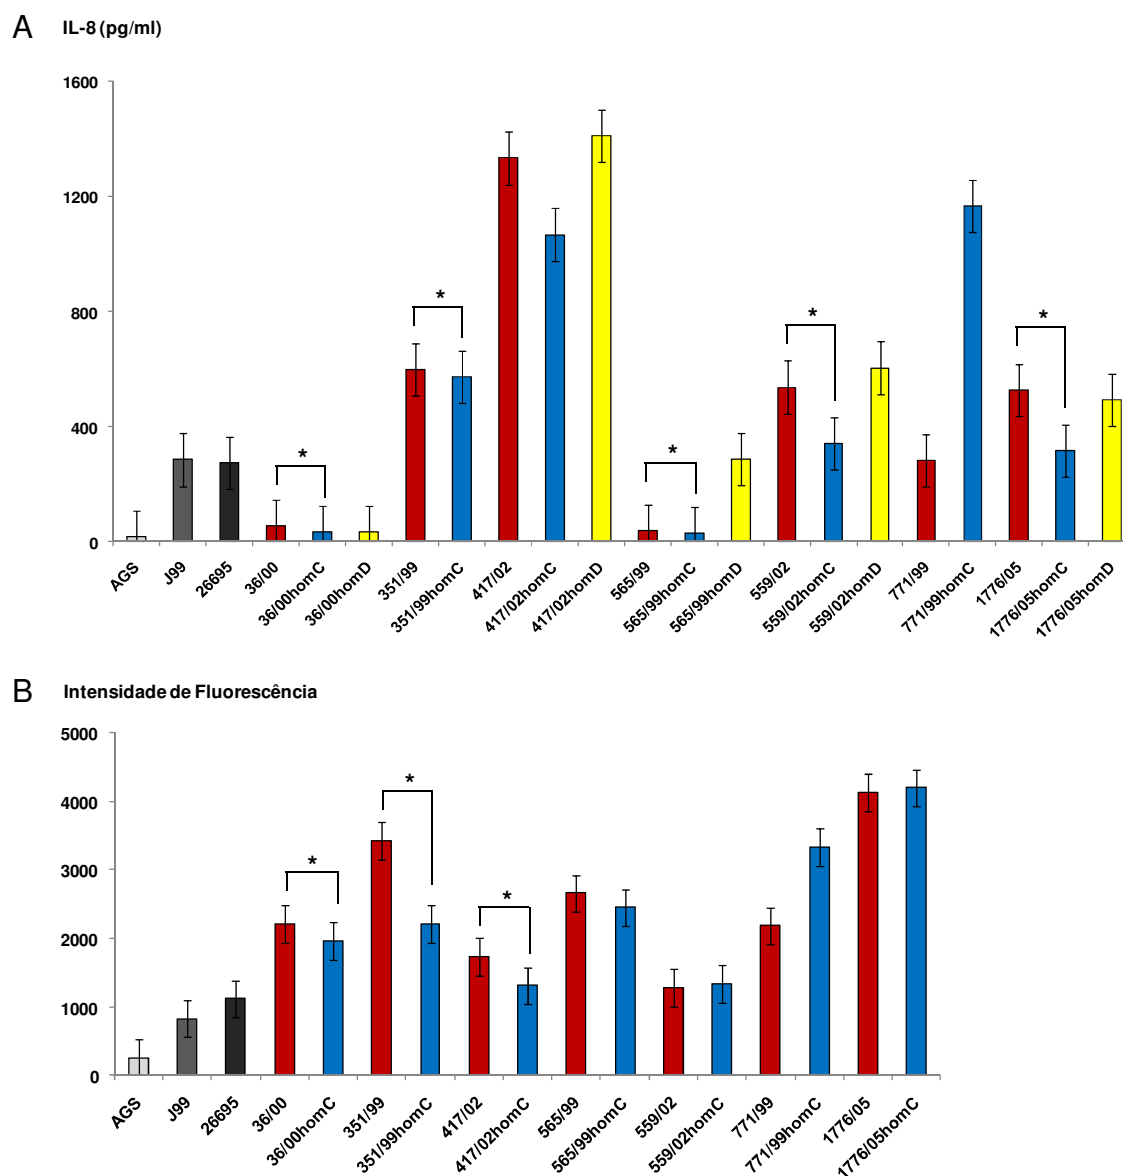 A IL-8 (pg/ml)
1600
1200
800
400
0
*
*
*
*
*
AGS
J99
26695
36/00
36/00homC
36/00homD
351/99
351/99homC
417/02
417/02homC
417/02homD
565/99
565/99homC
565/99homD
559/02
559/02homC
559/02homD
771/99
771/99homC
1776/05
1776/05homC
1776/05homD
B Intensidade de Fluorescência
5000
4000
3000
2000
1000
0
*
*
*
AGS
J99
26695
36/00
36/00homC
351/99
351/99homC
417/02
417/02homC
565/99
565/99homC
559/02
559/02homC
771/99
771/99homC
1776/05
1776/05homC